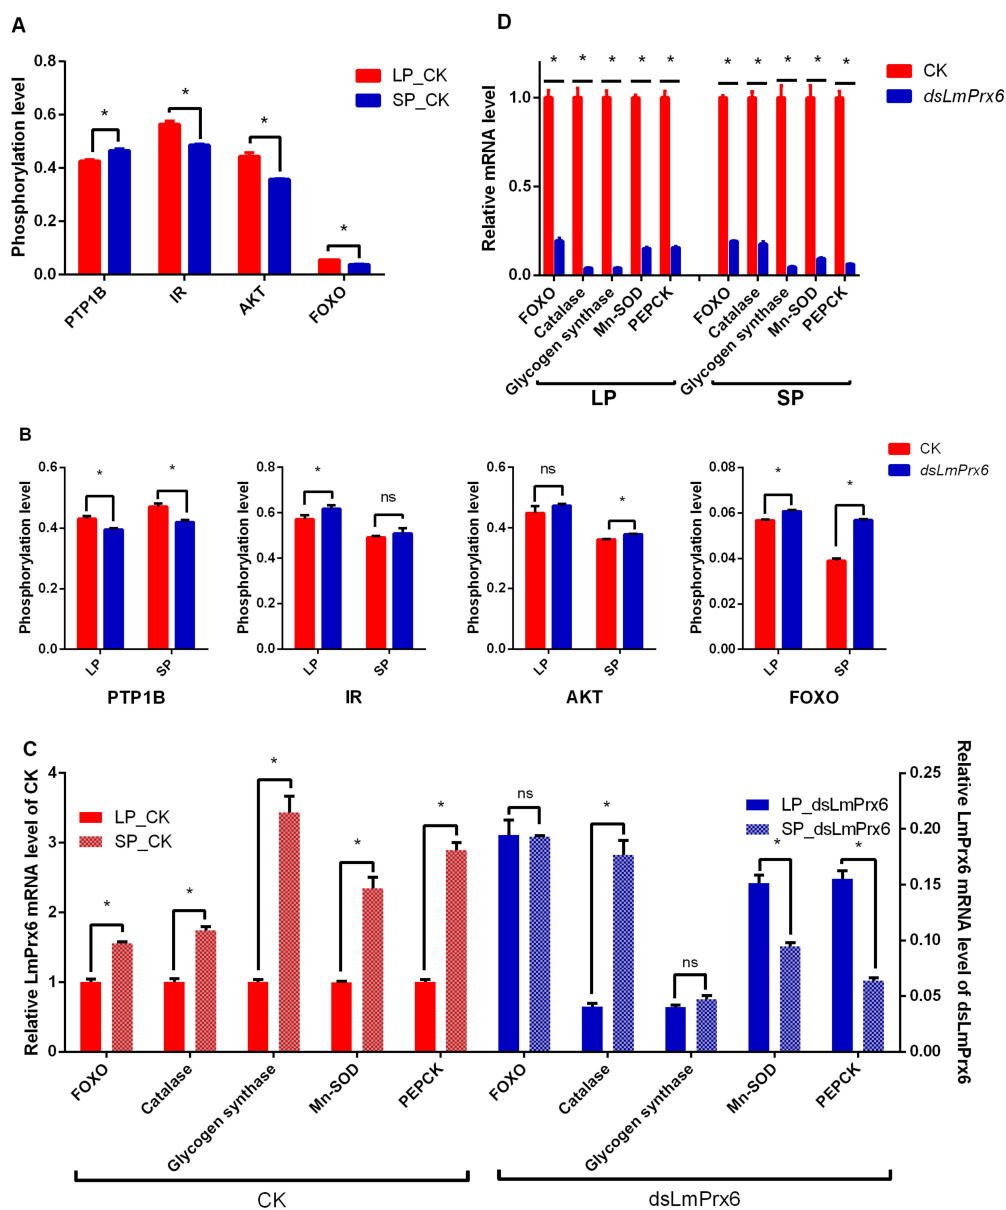 A
Phosphorylation level
0.8
0.6
0.4
0.2
0.0
LP_CK
SP_CK
*
*
*
*
PTP1B
IR
AKT
FOXO
D
Relative mRNA level
1.0
0.5
0.0
* * * * * * * * * *
CK
dsLmPrx6
FOXO
Catalase
Glycogen synthase
Mn-SOD
PEPCK
FOXO
Catalase
Glycogen synthase
Mn-SOD
PEPCK
LP
SP
B
CK
dsLmPrx6
Phosphorylation level
0.6
0.4
0.2
0.0
*
*
LP
SP
PTP1B
Phosphorylation level
0.8
0.6
0.4
0.2
0.0
*
ns
LP
SP
IR
Phosphorylation level
0.6
0.4
0.2
0.0
ns
*
LP
SP
AKT
Phosphorylation level
0.08
0.06
0.04
0.02
0.00
*
*
LP
SP
FOXO
C
Relative LmPrx6 mRNA level of CK
4
3
2
1
0
LP_CK
SP_CK
*
*
*
*
*
ns
*
ns
*
*
LP_dsLmPrx6
SP_dsLmPrx6
0.25
0.20
0.15
0.10
0.05
0.00
Relative LmPrx6 mRNA level of dsLmPrx6
FOXO
Catalase
Glycogen synthase
Mn-SOD
PEPCK
FOXO
Catalase
Glycogen synthase
Mn-SOD
PEPCK
CK
dsLmPrx6